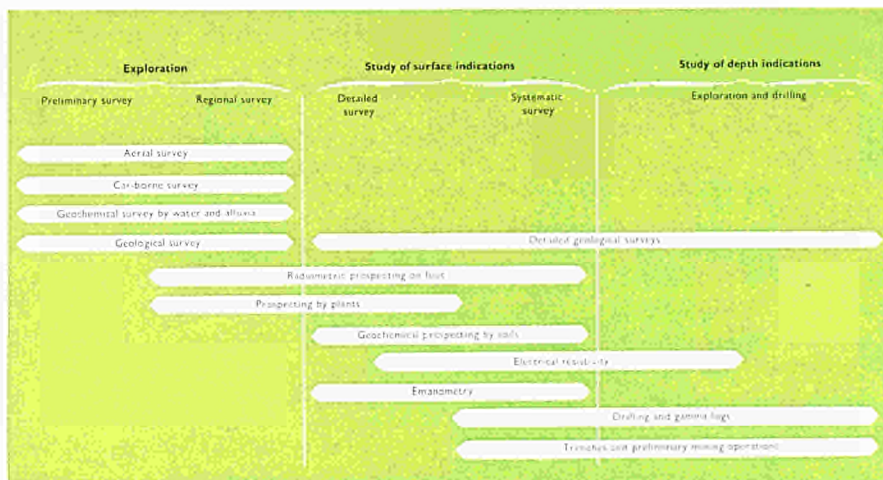 Exploration
Study of surface indications
Study of depth indications
Preliminary survey
Regional survey
Detailed
survey
Systematic
survey
Exploration and drilling
Aerial survey
Car-borne survey
Geochemical survey by water and alluvia
Geological survey
Detailed geological surveys
Radiometric prospecting on foot
Prospecting by plants
Geochemical prospecting by soils
Electrical resistivity
Emanometry
Drilling and gamma logs
Trenches and preliminary mining operations